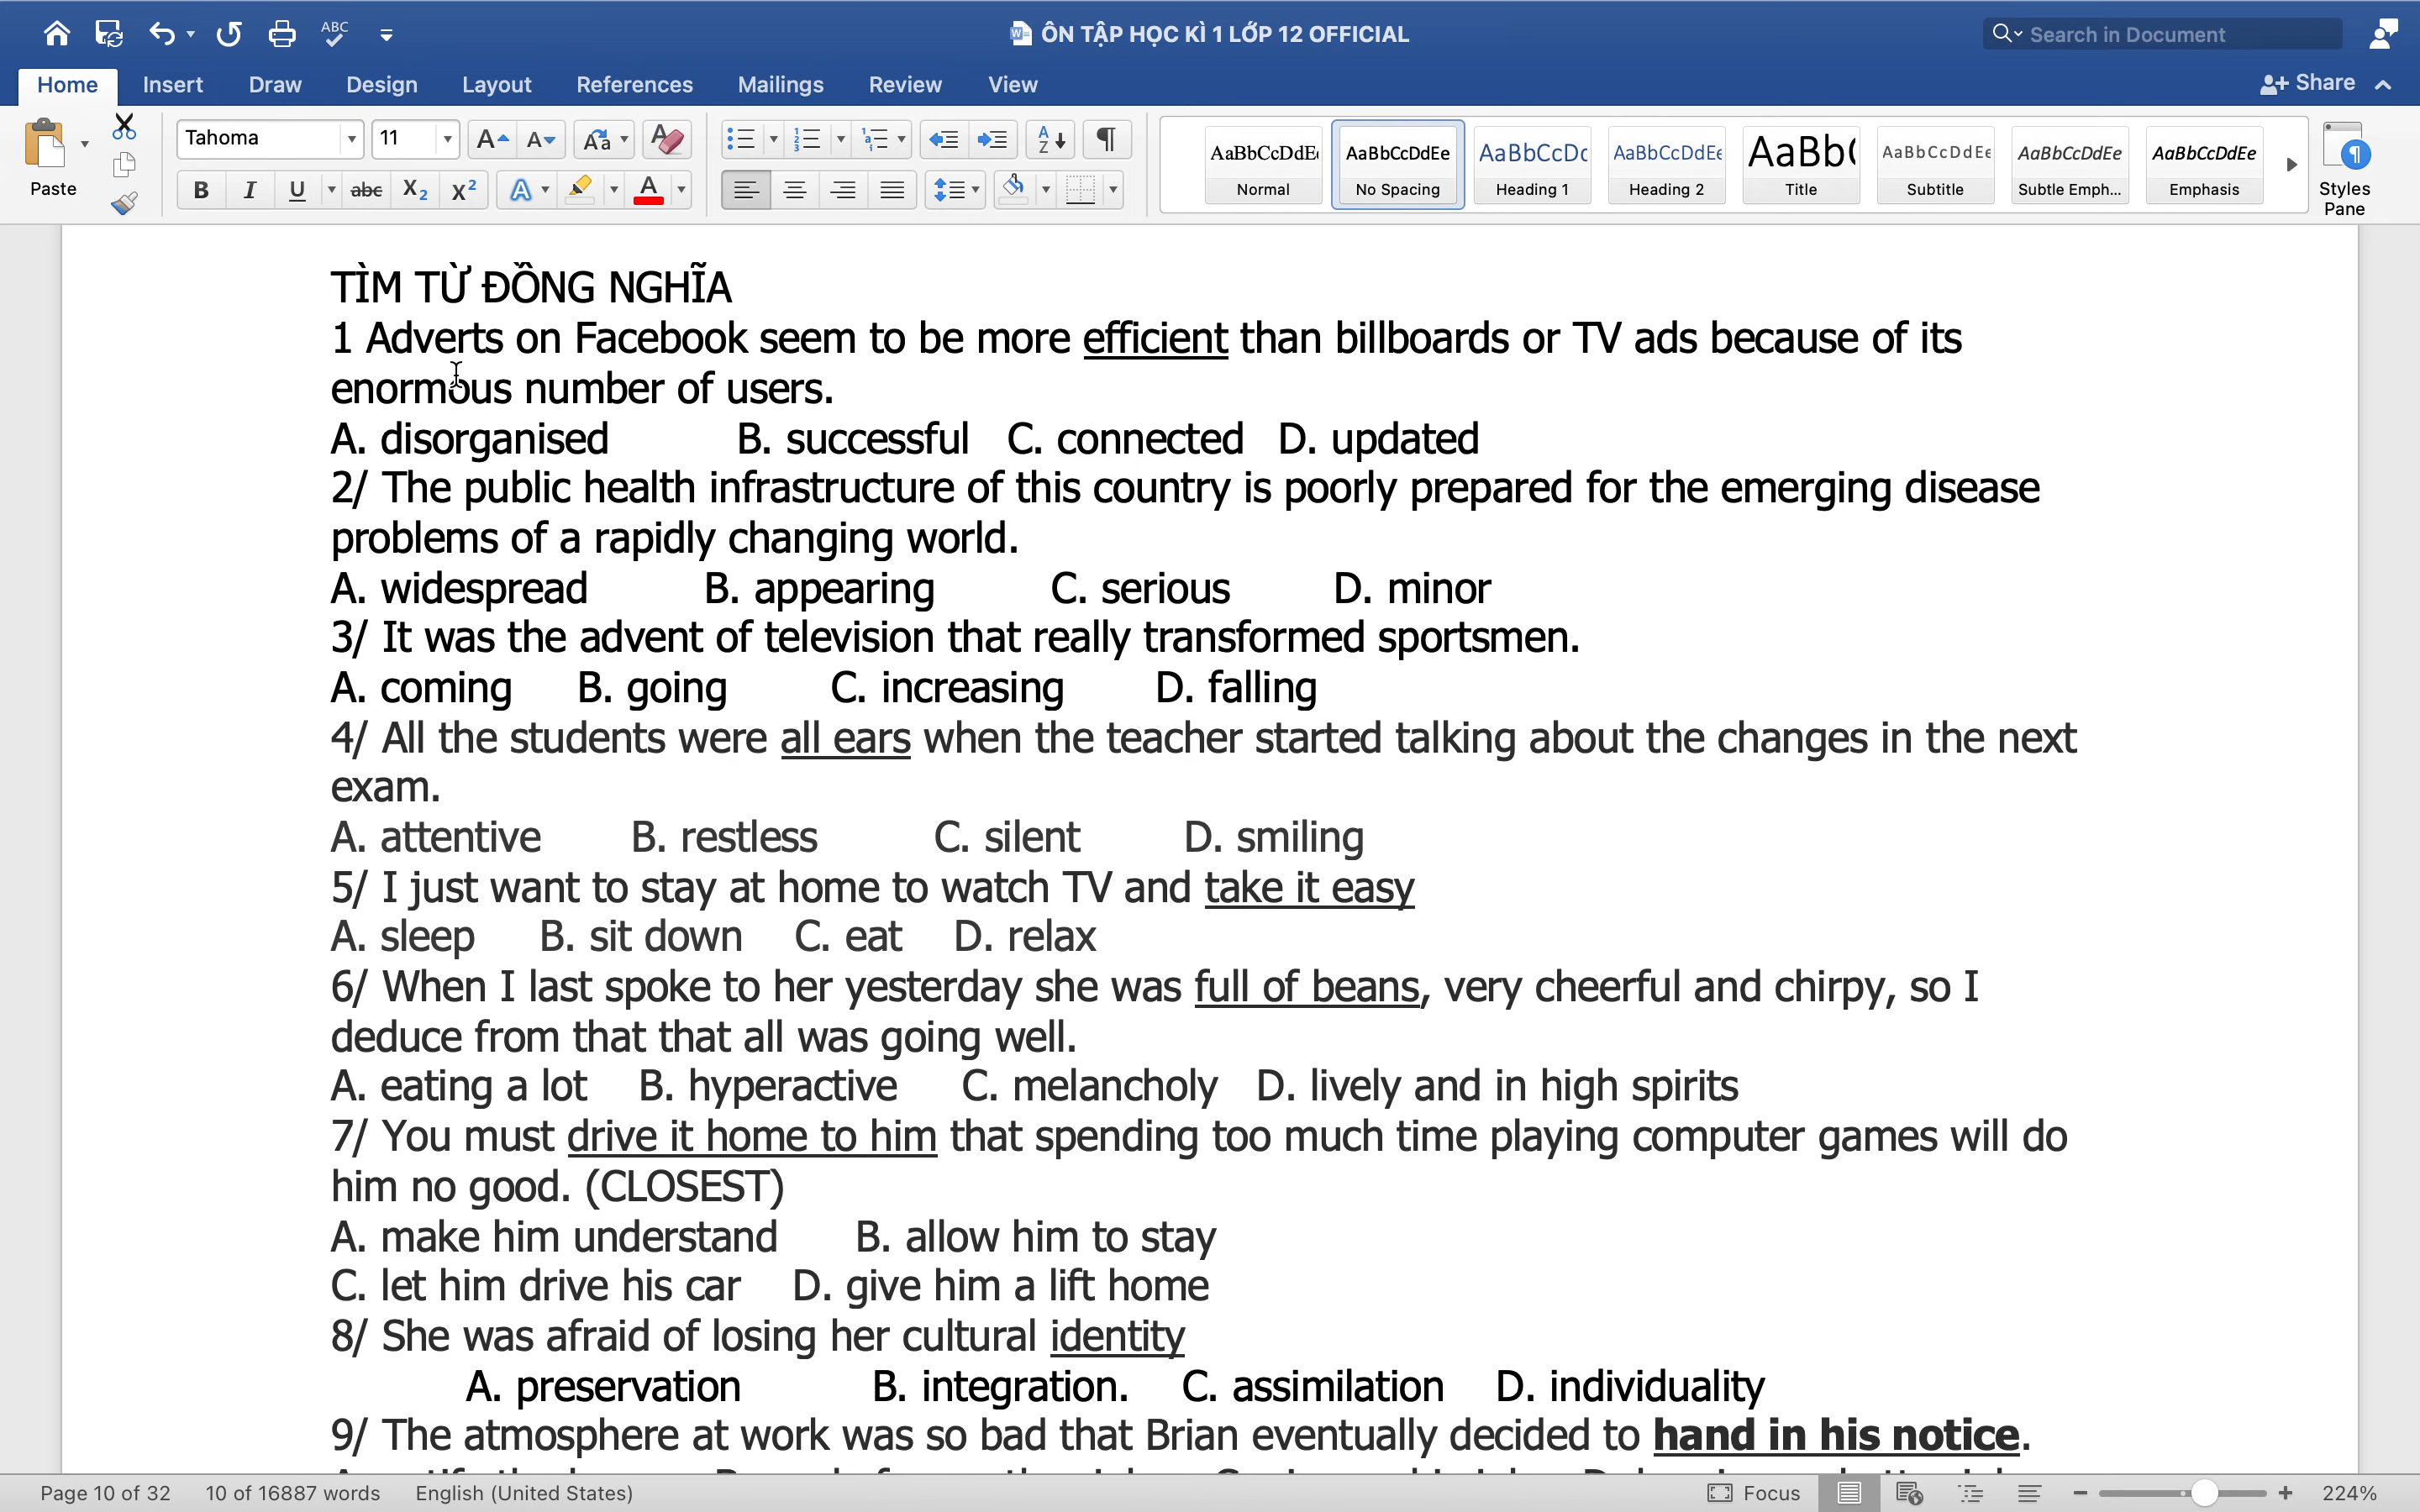 ABC
ÔN TẬP HỌC KÌ 1 LỚP 12 OFFICIAL
Search in Document
Home Insert Draw Design Layout References Mailings Review View
Share
Paste
Tahoma 11
AaBbCcDdEe AaBbCcDdEe AaBbCcDc AaBbCcDdEe AaBb( AaBbCcDdEe AaBbCcDdEe AaBbCcDdEe
Normal No Spacing Heading 1 Heading 2 Title Subtitle Subtle Emph... Emphasis
Styles
Pane
TÌM TỪ ĐỒNG NGHĨA
1 Adverts on Facebook seem to be more efficient than billboards or TV ads because of its
enormous number of users.
A. disorganised B. successful C. connected D. updated
2/ The public health infrastructure of this country is poorly prepared for the emerging disease
problems of a rapidly changing world.
A. widespread B. appearing C. serious D. minor
3/ It was the advent of television that really transformed sportsmen.
A. coming B. going C. increasing D. falling
4/ All the students were all ears when the teacher started talking about the changes in the next
exam.
A. attentive B. restless C. silent D. smiling
5/ I just want to stay at home to watch TV and take it easy
A. sleep B. sit down C. eat D. relax
6/ When I last spoke to her yesterday she was full of beans, very cheerful and chirpy, so I
deduce from that that all was going well.
A. eating a lot B. hyperactive C. melancholy D. lively and in high spirits
7/ You must drive it home to him that spending too much time playing computer games will do
him no good. (CLOSEST)
A. make him understand B. allow him to stay
C. let him drive his car D. give him a lift home
8/ She was afraid of losing her cultural identity
A. preservation B. integration. C. assimilation D. individuality
9/ The atmosphere at work was so bad that Brian eventually decided to hand in his notice.
Page 10 of 32 10 of 16887 words English (United States) Focus 224%